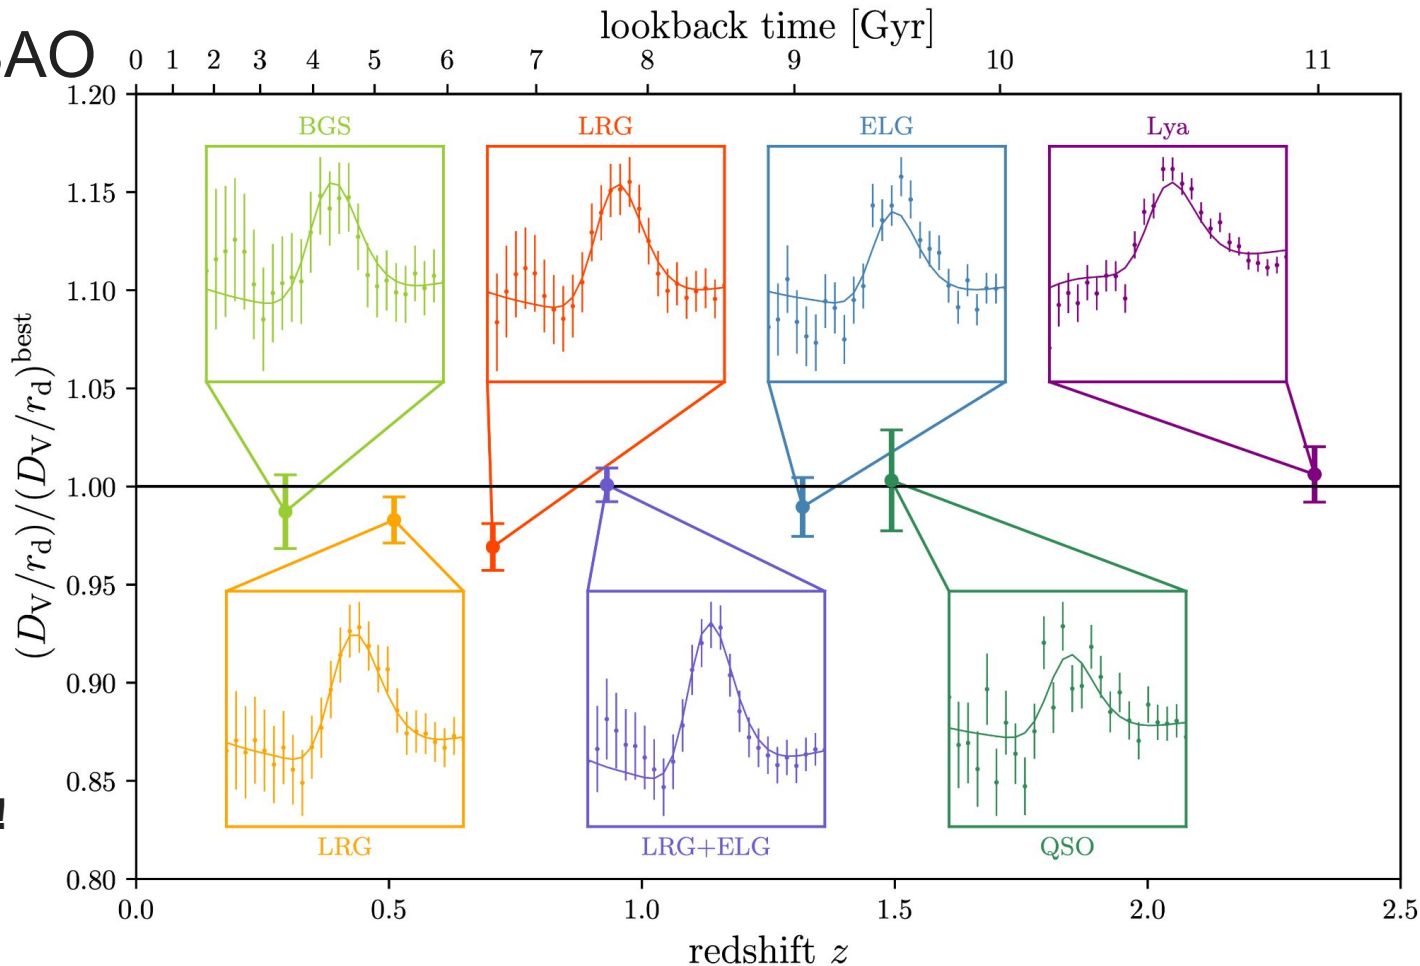 lookback time [Gyr]
AO
0 1 2 3 4 5 6 7 8 9 10 11
1.20
BGS LRG ELG Lya
1.15
1.10
1.05
1.00
0.95
0.90
0.85
0.80
(D_V/r_d)/(D_V/r_d)^best
!
LRG LRG+ELG QSO
0.0 0.5 1.0 1.5 2.0 2.5
redshift z